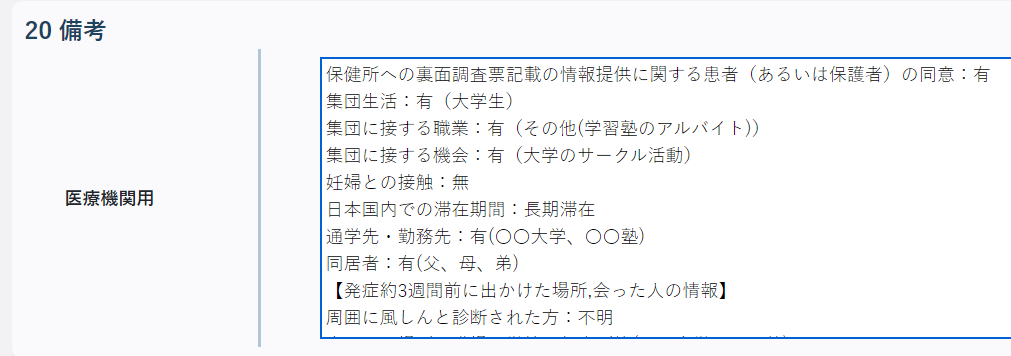 20 備考
医療機関用
保健所への裏面調査票記載の情報提供に関する患者（あるいは保護者）の同意：有
集団生活：有（大学生）
集団に接する職業：有（その他(学習塾のアルバイト)）
集団に接する機会：有（大学のサークル活動）
妊婦との接触：無
日本国内での滞在期間：長期滞在
通学先・勤務先：有(〇〇大学、〇〇塾)
同居者：有(父、母、弟)
【発症約3週間前に出かけた場所,会った人の情報】
周囲に風しんと診断された方：不明